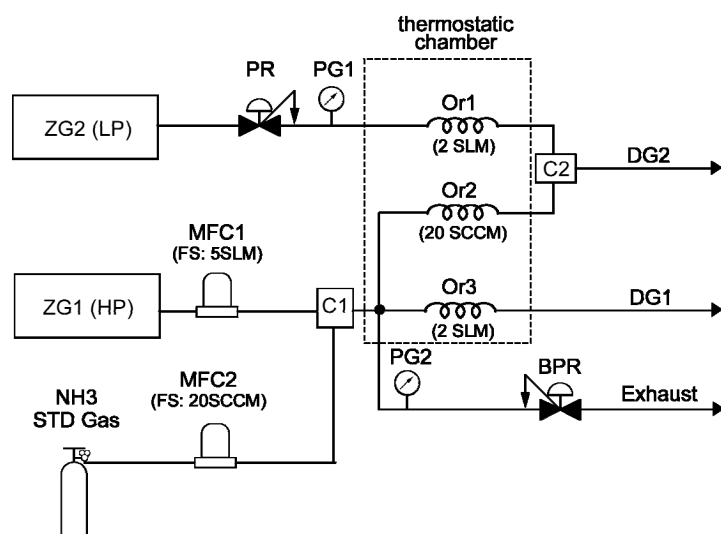 thermostatic
chamber
PR
PG1
Or1
ZG2 (LP)
(2 SLM)
C2
DG2
Or2
(20 SCCM)
MFC1
(FS: 5SLM)
Or3
ZG1 (HP)
C1
DG1
(2 SLM)
PG2
BPR
MFC2
(FS: 20SCCM)
NH3
STD Gas
Exhaust